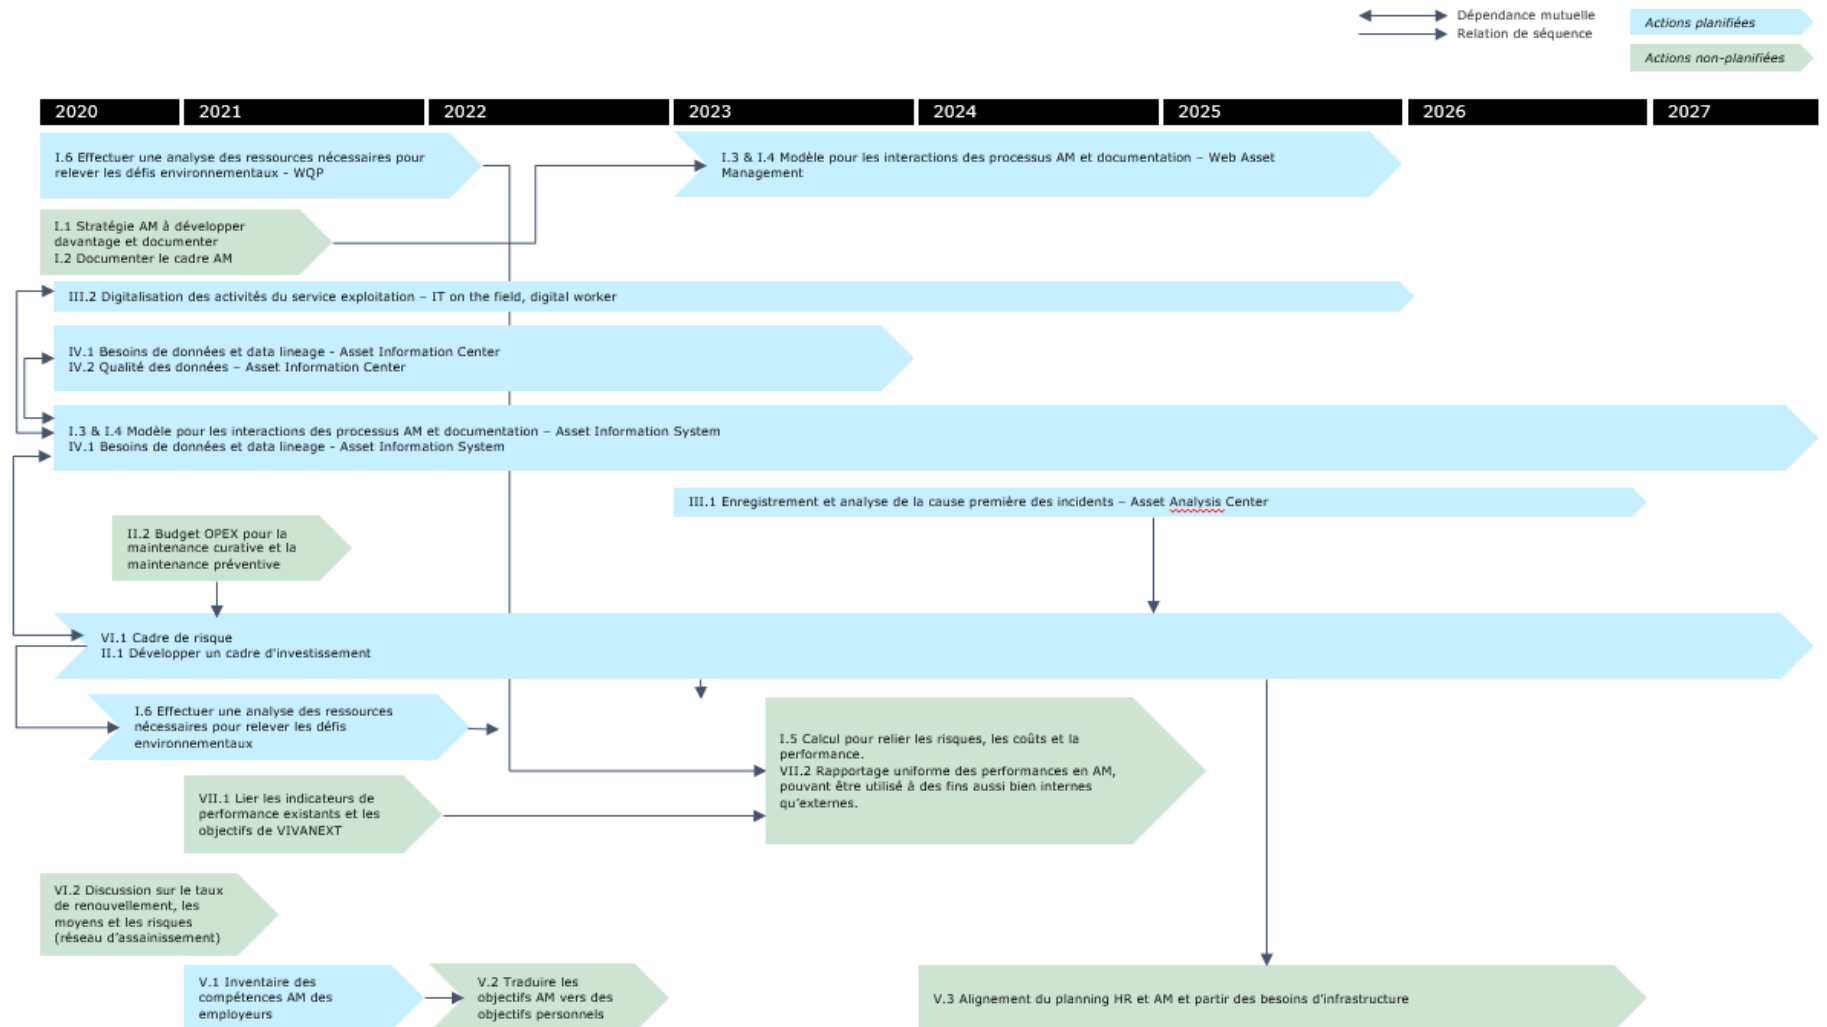 Dépendance mutuelle
Relation de séquence
Actions planifiées
Actions non-planifiées
2020
2021
2022
2023
2024
2025
2026
2027
I.6 Effectuer une analyse des ressources nécessaires pour
relever les défis environnementaux - WQP
I.3 & I.4 Modèle pour les interactions des processus AM et documentation – Web Asset
Management
I.1 Stratégie AM à développer
davantage et documenter
I.2 Documenter le cadre AM
III.2 Digitalisation des activités du service exploitation – IT on the field, digital worker
IV.1 Besoins de données et data lineage - Asset Information Center
IV.2 Qualité des données – Asset Information Center
I.3 & I.4 Modèle pour les interactions des processus AM et documentation – Asset Information System
IV.1 Besoins de données et data lineage - Asset Information System
III.1 Enregistrement et analyse de la cause première des incidents – Asset Analysis Center
II.2 Budget OPEX pour la
maintenance curative et la
maintenance préventive
VI.1 Cadre de risque
II.1 Développer un cadre d'investissement
I.6 Effectuer une analyse des ressources
nécessaires pour relever les défis
environnementaux
I.5 Calcul pour relier les risques, les coûts et la
performance.
VII.2 Rapportage uniforme des performances en AM,
pouvant être utilisé à des fins aussi bien internes
qu’externes.
VII.1 Lier les indicateurs de
performance existants et les
objectifs de VIVANEXT
VI.2 Discussion sur le taux
de renouvellement, les
moyens et les risques
(réseau d’assainissement)
V.1 Inventaire des
compétences AM des
employeurs
V.2 Traduire les
objectifs AM vers des
objectifs personnels
V.3 Alignement du planning HR et AM et partir des besoins d’infrastructure